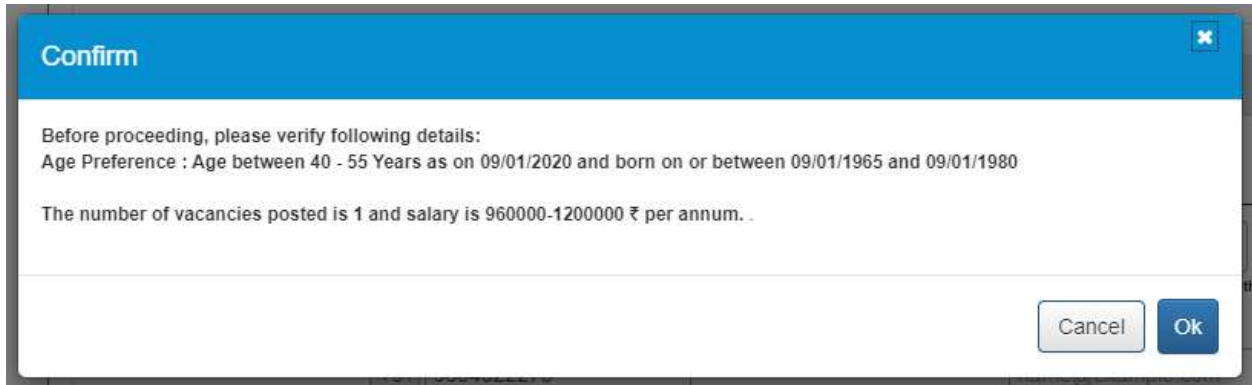 Confirm
Before proceeding, please verify following details:
Age Preference : Age between 40 - 55 Years as on 09/01/2020 and born on or between 09/01/1965 and 09/01/1980
The number of vacancies posted is 1 and salary is 960000-1200000 ₹ per annum. .
Cancel Ok